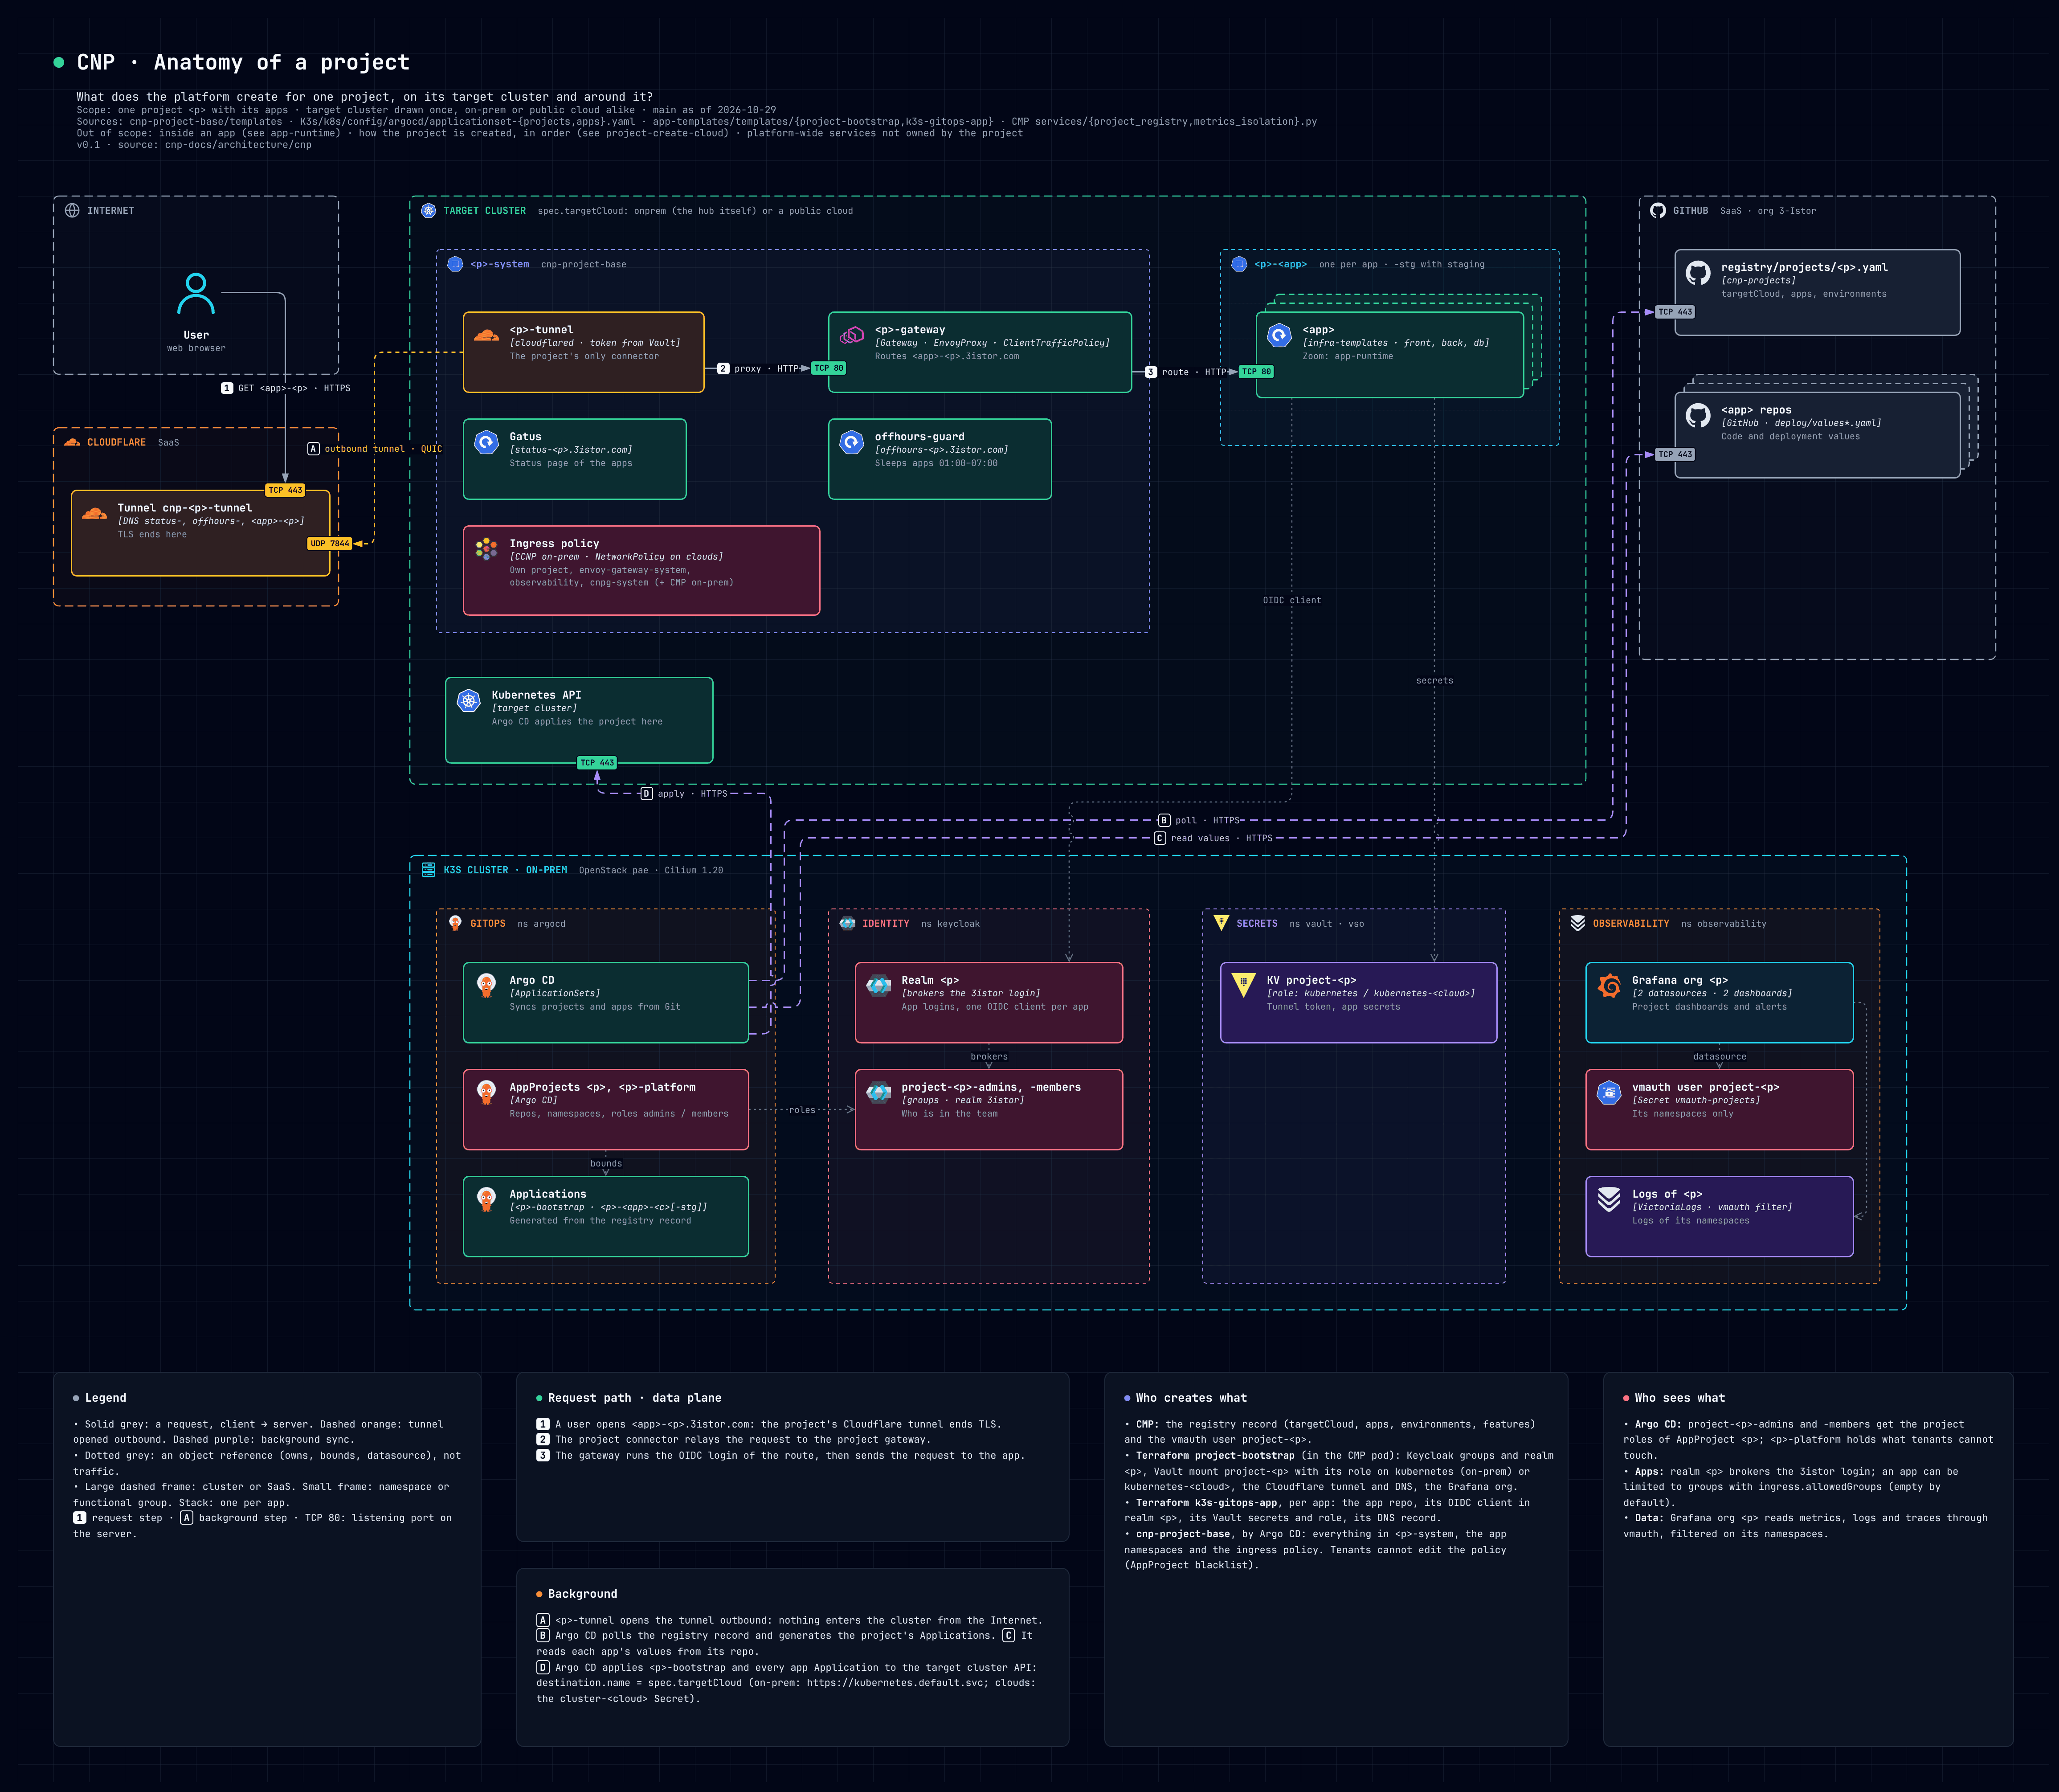 CNP · Anatomy of a project
What does the platform create for one project, on its target cluster and around it?
Scope: one project <p> with its apps · target cluster drawn once, on-prem or public cloud alike · main as of 2026-10-29
Sources: cnp-project-base/templates · K3s/k8s/config/argocd/applicationset-{projects,apps}.yaml · app-templates/templates/{project-bootstrap,k3s-gitops-app} · CMP services/{project_registry,metrics_isolation}.py
Out of scope: inside an app (see app-runtime) · how the project is created, in order (see project-create-cloud) · platform-wide services not owned by the project
v0.1 · source: cnp-docs/architecture/cnp
INTERNET
User
web browser
1 GET <app>-<p> · HTTPS
CLOUDFLARE SaaS
A outbound tunnel · QUIC
TCP 443
Tunnel cnp-<p>-tunnel
[DNS status-, offhours-, <app>-<p>]
TLS ends here
UDP 7844
TARGET CLUSTER spec.targetCloud: onprem (the hub itself) or a public cloud
<p>-system cnp-project-base
<p>-tunnel
[cloudflared · token from Vault]
The project's only connector
2 proxy · HTTP
TCP 80
<p>-gateway
[Gateway · EnvoyProxy · ClientTrafficPolicy]
Routes <app>-<p>.3istor.com
3 route · HTTP
Gatus
[status-<p>.3istor.com]
Status page of the apps
offhours-guard
[offhours-<p>.3istor.com]
Sleeps apps 01:00–07:00
Ingress policy
[CCNP on-prem · NetworkPolicy on clouds]
Own project, envoy-gateway-system,
observability, cnpg-system (+ CMP on-prem)
<p>-<app> one per app · -stg with staging
TCP 80
<app>
[infra-templates · front, back, db]
Zoom: app-runtime
OIDC client
secrets
Kubernetes API
[target cluster]
Argo CD applies the project here
TCP 443
D apply · HTTPS
B poll · HTTPS
C read values · HTTPS
GITHUB SaaS · org 3-Istor
registry/projects/<p>.yaml
[cnp-projects]
targetCloud, apps, environments
TCP 443
<app> repos
[GitHub · deploy/values*.yaml]
Code and deployment values
TCP 443
K3S CLUSTER · ON-PREM OpenStack pae · Cilium 1.20
GITOPS ns argocd
Argo CD
[ApplicationSets]
Syncs projects and apps from Git
AppProjects <p>, <p>-platform
[Argo CD]
Repos, namespaces, roles admins / members
roles
bounds
Applications
[<p>-bootstrap · <p>-<app>-<c>[-stg]]
Generated from the registry record
IDENTITY ns keycloak
Realm <p>
[brokers the 3istor login]
App logins, one OIDC client per app
brokers
project-<p>-admins, -members
[groups · realm 3istor]
Who is in the team
SECRETS ns vault · vso
KV project-<p>
[role: kubernetes / kubernetes-<cloud>]
Tunnel token, app secrets
OBSERVABILITY ns observability
Grafana org <p>
[2 datasources · 2 dashboards]
Project dashboards and alerts
datasource
vmauth user project-<p>
[Secret vmauth-projects]
Its namespaces only
Logs of <p>
[VictoriaLogs · vmauth filter]
Logs of its namespaces
Legend
• Solid grey: a request, client → server. Dashed orange: tunnel
opened outbound. Dashed purple: background sync.
• Dotted grey: an object reference (owns, bounds, datasource), not
traffic.
• Large dashed frame: cluster or SaaS. Small frame: namespace or
functional group. Stack: one per app.
1 request step · A background step · TCP 80: listening port on
the server.
Request path · data plane
1 A user opens <app>-<p>.3istor.com: the project's Cloudflare tunnel ends TLS.
2 The project connector relays the request to the project gateway.
3 The gateway runs the OIDC login of the route, then sends the request to the app.
Background
A <p>-tunnel opens the tunnel outbound: nothing enters the cluster from the Internet.
B Argo CD polls the registry record and generates the project's Applications. C It
reads each app's values from its repo.
D Argo CD applies <p>-bootstrap and every app Application to the target cluster API:
destination.name = spec.targetCloud (on-prem: https://kubernetes.default.svc; clouds:
the cluster-<cloud> Secret).
Who creates what
• CMP: the registry record (targetCloud, apps, environments, features)
and the vmauth user project-<p>.
• Terraform project-bootstrap (in the CMP pod): Keycloak groups and realm
<p>, Vault mount project-<p> with its role on kubernetes (on-prem) or
kubernetes-<cloud>, the Cloudflare tunnel and DNS, the Grafana org.
• Terraform k3s-gitops-app, per app: the app repo, its OIDC client in
realm <p>, its Vault secrets and role, its DNS record.
• cnp-project-base, by Argo CD: everything in <p>-system, the app
namespaces and the ingress policy. Tenants cannot edit the policy
(AppProject blacklist).
Who sees what
• Argo CD: project-<p>-admins and -members get the project
roles of AppProject <p>; <p>-platform holds what tenants cannot
touch.
• Apps: realm <p> brokers the 3istor login; an app can be
limited to groups with ingress.allowedGroups (empty by
default).
• Data: Grafana org <p> reads metrics, logs and traces through
vmauth, filtered on its namespaces.